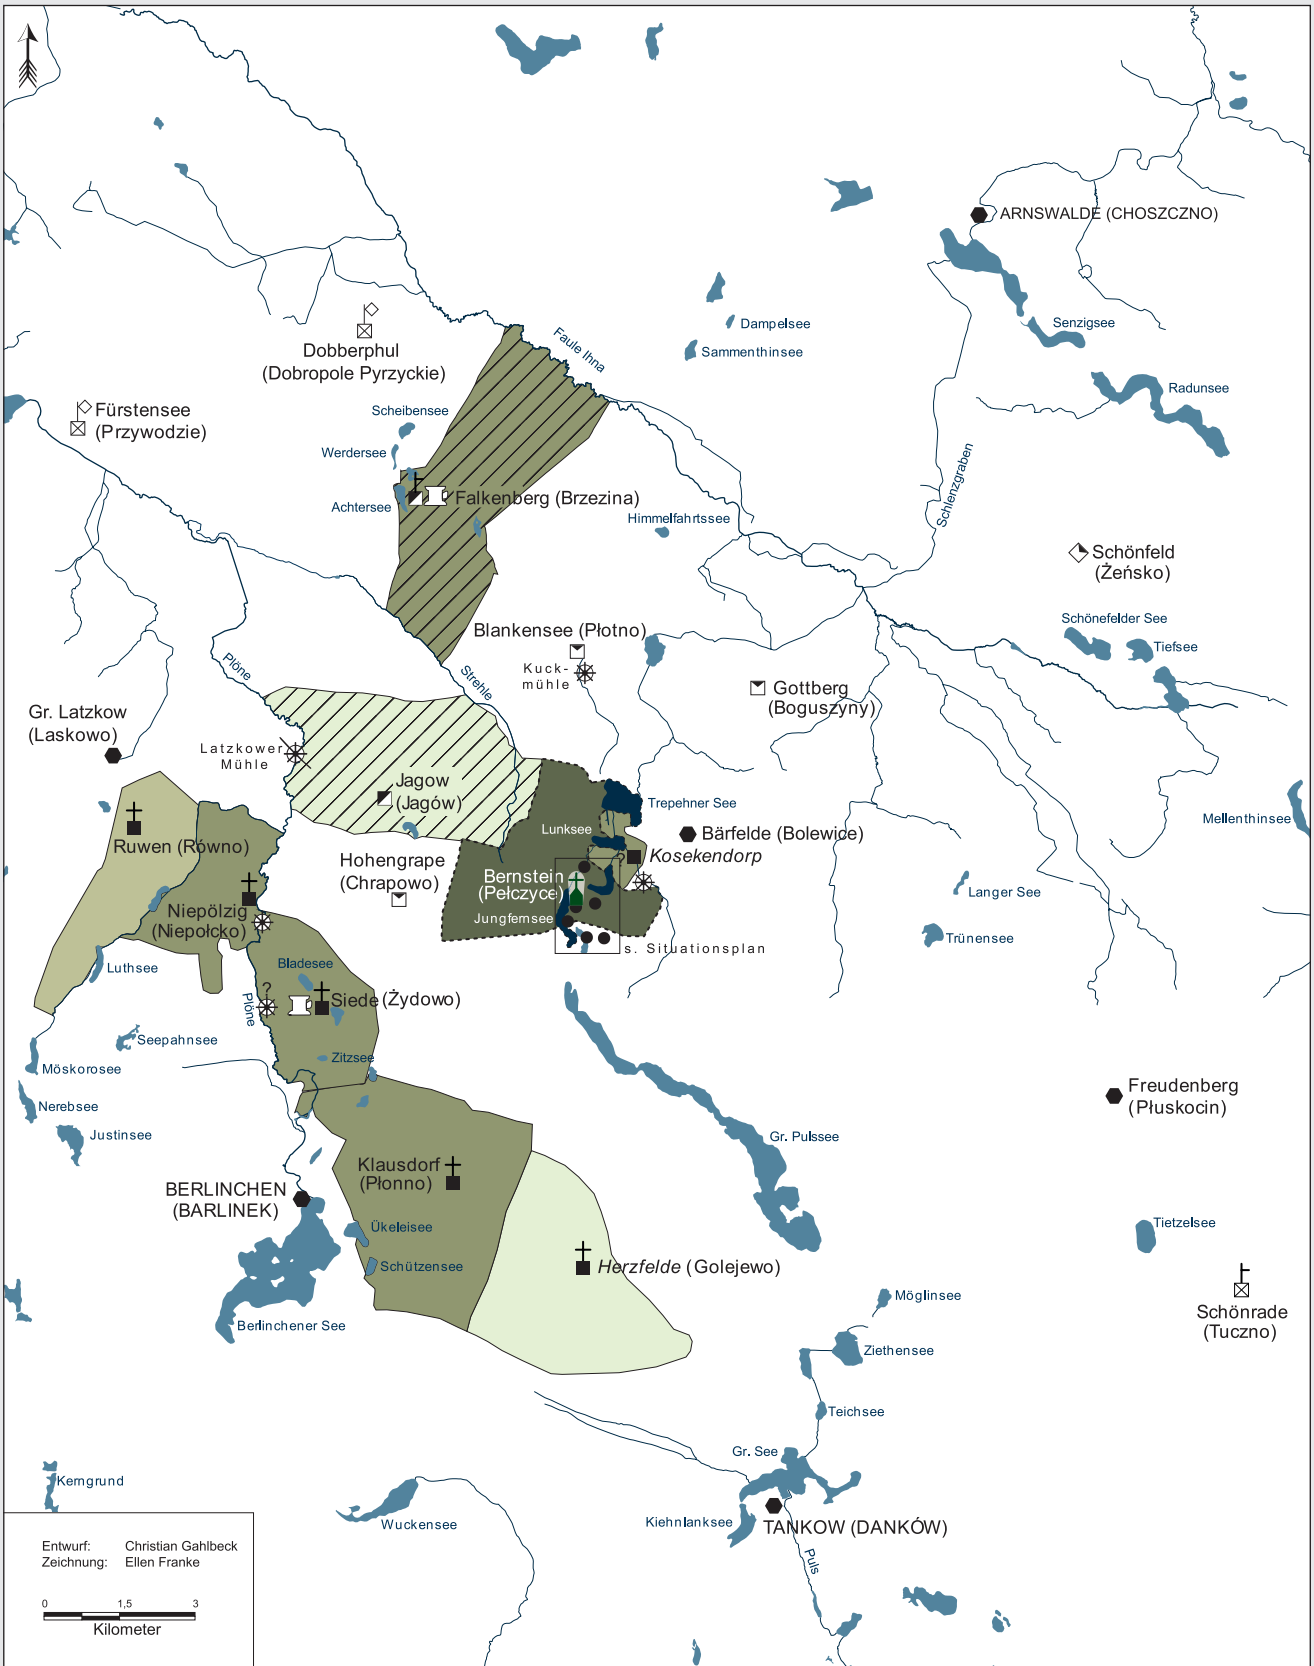 ARNSWALDE (CHOSZCZNO)
Dampelsee
Senzigsee
Faule Ihna
Dobberphul
(Dobropole Pyrzyckie)
Sammenthinsee
Radunsee
Fürstensee
(Przywodzie)
Scheibensee
Werdersee
Schlenzgraben
Achtersee
Falkenberg (Brzezina)
Himmelfahrtssee
Schönfeld
(Żeńsko)
Schönefelder See
Blankensee (Płotno)
Tiefsee
Plöne
Strehle
Kuck-
mühle
Gottberg
(Boguszyny)
Gr. Latzkow
(Laskowo)
Latzkower
Mühle
Jagow
(Jagów)
Trepehner See
Mellenthinsee
Lunksee
Bärfelde (Bolewice)
Ruwen (Równo)
?
Kosekendorp
Hohengrape
(Chrapowo)
Bernstein
(Pełczyce)
Langer See
Niepölzig
(Niepołcko)
Jungfernsee
Trünensee
s. Situationsplan
Luthsee
Bladesee
?
Plöne
Siede (Żydowo)
Seepahnsee
Zitzsee
Möskorosee
Freudenberg
(Płuskocin)
Nerebsee
Justinsee
Gr. Pulssee
Klausdorf
(Płonno)
BERLINCHEN
(BARLINEK)
Ükeleisee
Tietzelsee
Schützensee
Herzfelde (Golejewo)
Möglinsee
Schönrade
(Tuczno)
Berlinchener See
Ziethensee
Teichsee
Gr. See
Kerngrund
Wuckensee
Kiehnlanksee
TANKOW (DANKÓW)
Puls
Entwurf: Christian Gahlbeck
Zeichnung: Ellen Franke
0 1,5 3
Kilometer